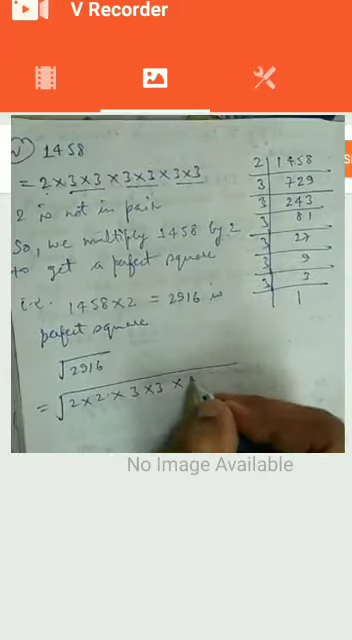 V Recorder
v) 1458
= 2 × 3 × 3 × 3 × 3 × 3 × 3
2 is not in pair
So, we multiply 1458 by 2
to get a perfect square
i.e. 1458 × 2 = 2916 is
perfect square
√2916
= √2 × 2 × 3 × 3 ×
2 | 1458
3 | 729
3 | 243
3 | 81
3 | 27
3 | 9
3 | 3
| 1
No Image Available